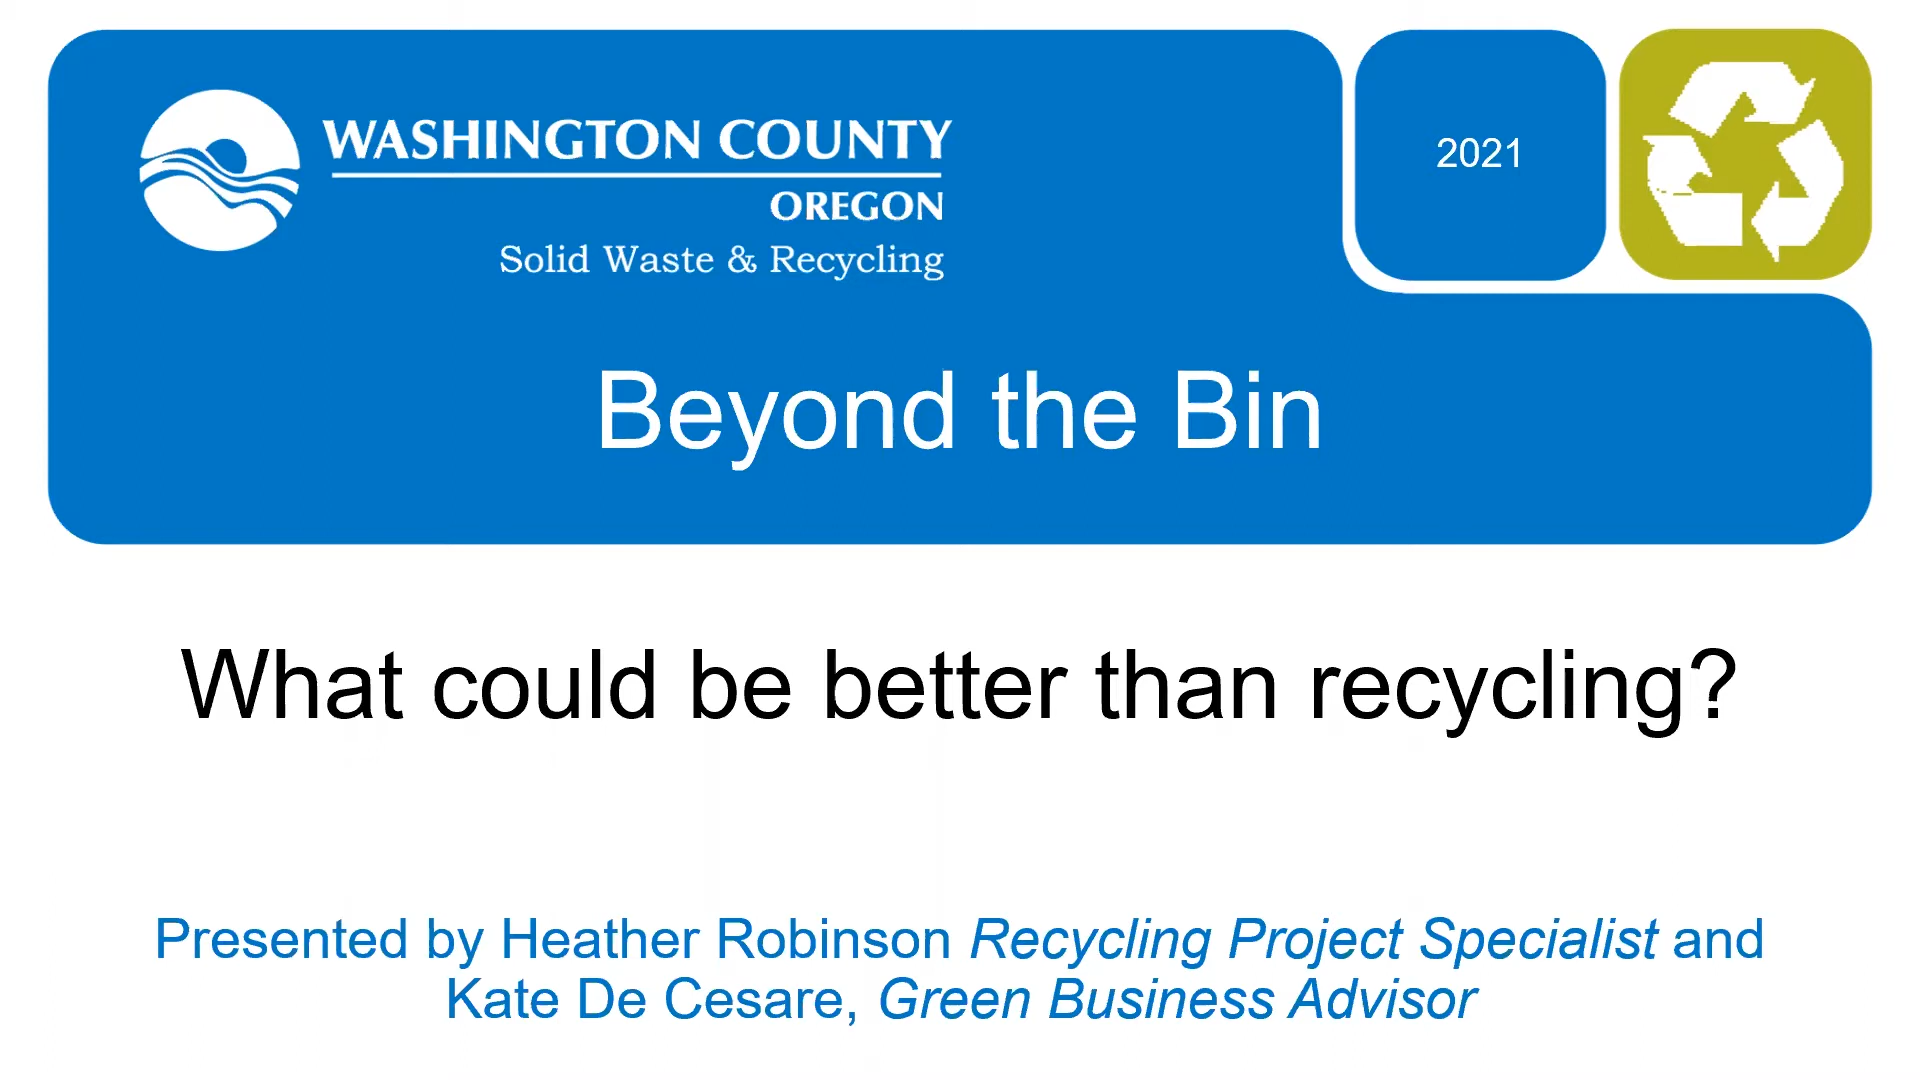 WASHINGTON COUNTY
OREGON
Solid Waste & Recycling
2021
Beyond the Bin
What could be better than recycling?
Presented by Heather Robinson Recycling Project Specialist and
Kate De Cesare, Green Business Advisor